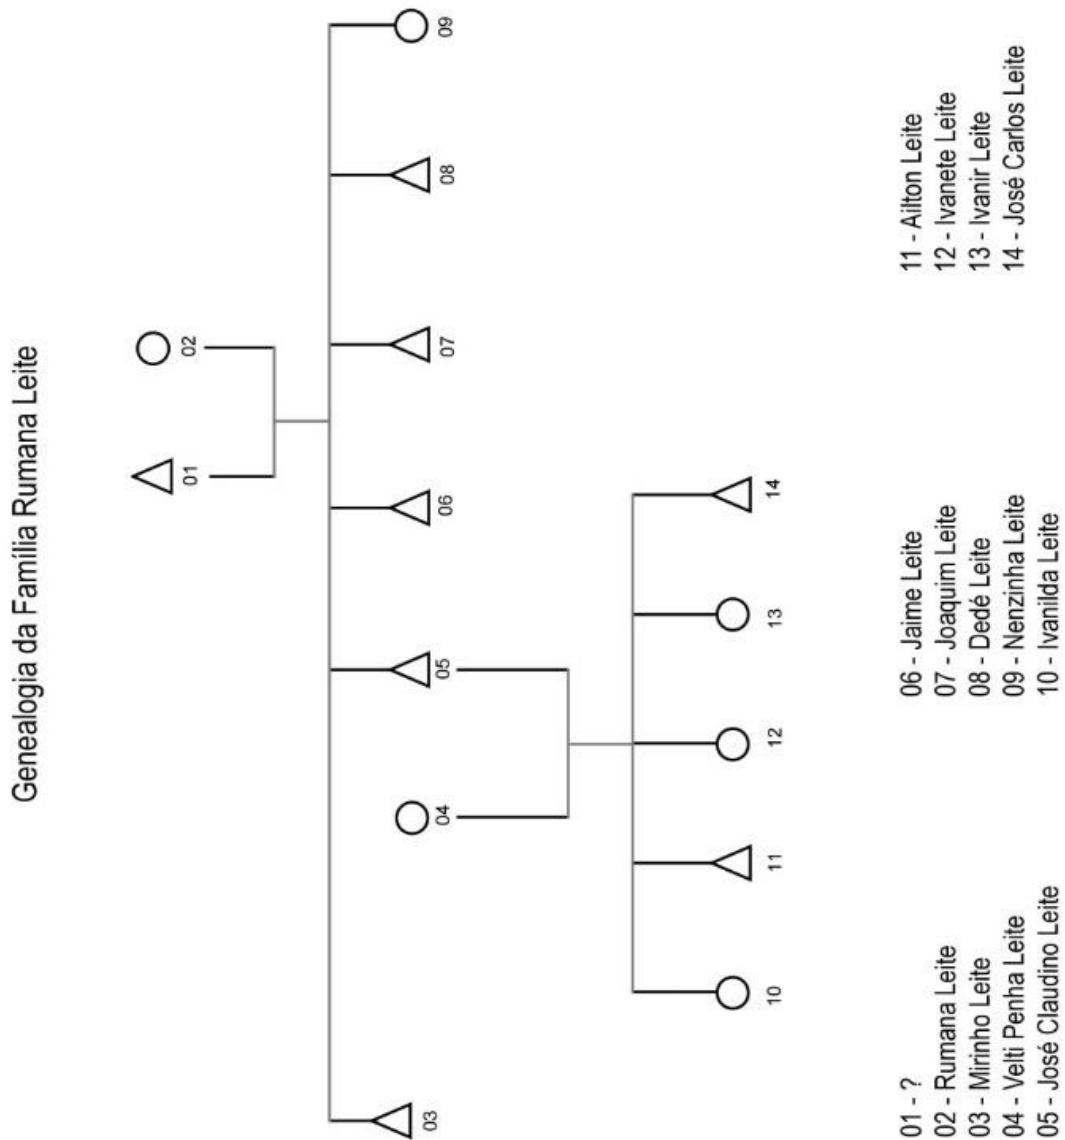 Genealogia da Família Rumana Leite
01
02
03
04
05
06
07
08
09
10
11
12
13
14
01 - ?
02 - Rumana Leite
03 - Mirinho Leite
04 - Velti Penha Leite
05 - José Claudino Leite
06 - Jaime Leite
07 - Joaquim Leite
08 - Dedé Leite
09 - Nenzinha Leite
10 - Ivanilda Leite
11 - Ailton Leite
12 - Ivanete Leite
13 - Ivanir Leite
14 - José Carlos Leite